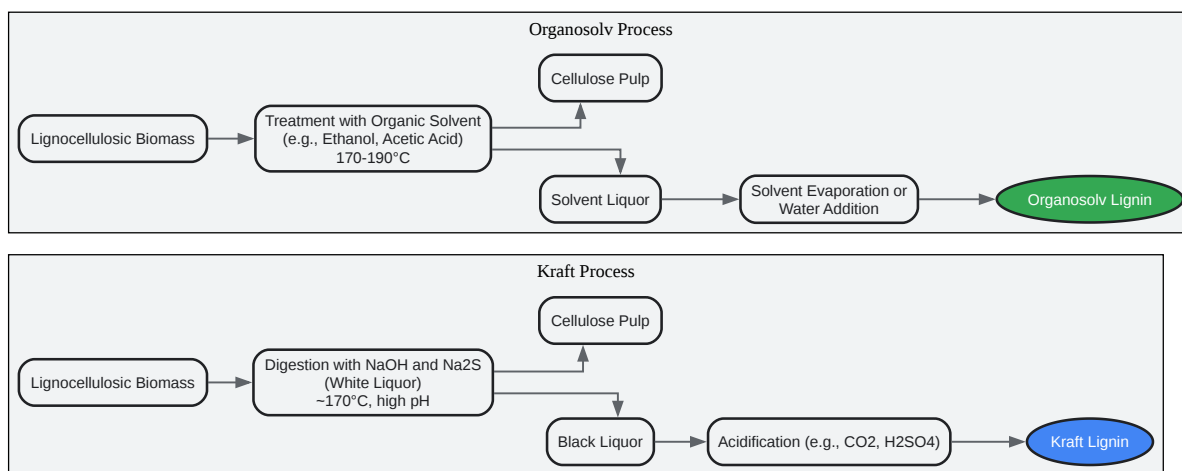 Organosolv Process
Cellulose Pulp
Lignocellulosic Biomass
Treatment with Organic Solvent
(e.g., Ethanol, Acetic Acid)
170-190°C
Solvent Liquor
Solvent Evaporation or
Water Addition
Organosolv Lignin
Kraft Process
Cellulose Pulp
Lignocellulosic Biomass
Digestion with NaOH and Na2S
(White Liquor)
~170°C, high pH
Black Liquor
Acidification (e.g., CO2, H2SO4)
Kraft Lignin